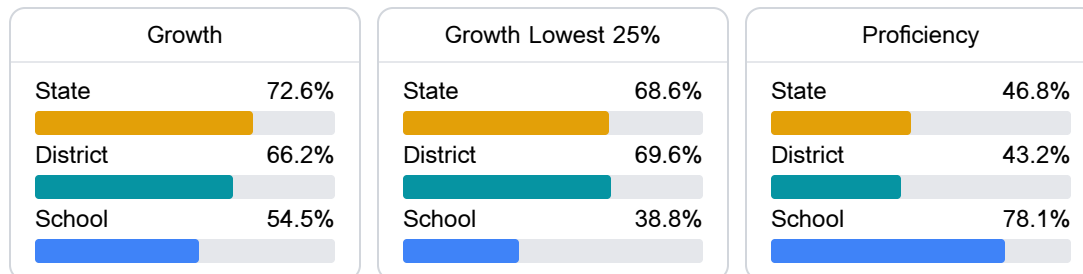 Growth
State 72.6%
District 66.2%
School 54.5%
Growth Lowest 25%
State 68.6%
District 69.6%
School 38.8%
Proficiency
State 46.8%
District 43.2%
School 78.1%